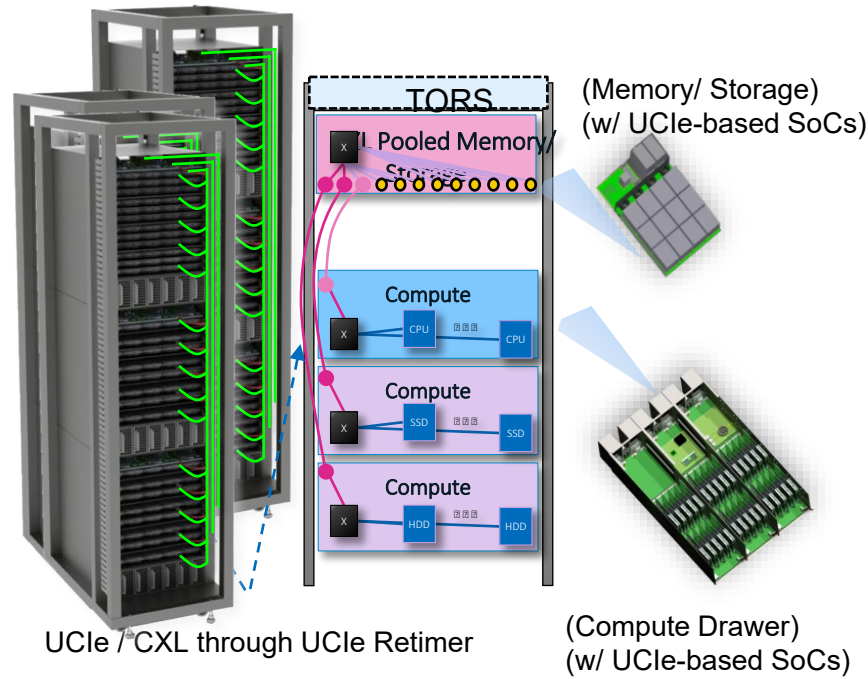 TORS
L Pooled Memory/
Storage
X
Compute
X
CPU
CPU
Compute
X
SSD
SSD
Compute
X
HDD
HDD
(Memory/ Storage)
(w/ UCIe-based SoCs)
(Compute Drawer)
(w/ UCIe-based SoCs)
UCIe / CXL through UCIe Retimer